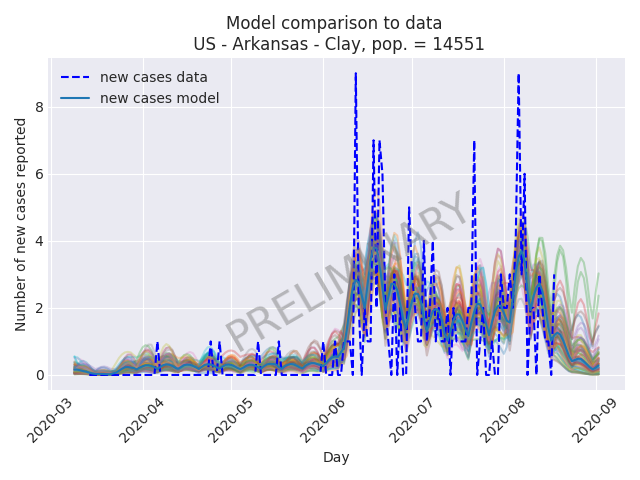 Model comparison to data
US - Arkansas - Clay, pop. = 14551
new cases data
new cases model
Number of new cases reported
8
6
4
2
0
PRELIMINARY
2020-03
2020-04
2020-05
2020-06
2020-07
2020-08
2020-09
Day